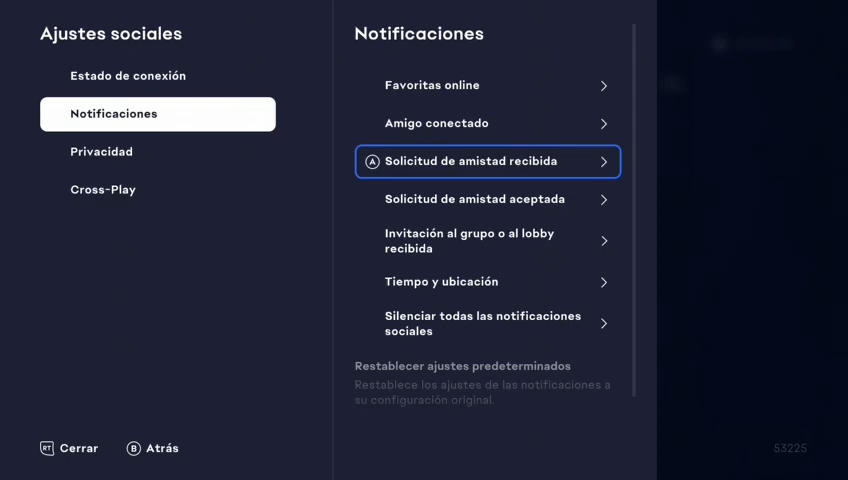 Ajustes sociales
Estado de conexión
Notificaciones
Privacidad
Cross-Play
RT Cerrar
B Atrás
Notificaciones
Favoritas online
Amigo conectado
A Solicitud de amistad recibida
Solicitud de amistad aceptada
Invitación al grupo o al lobby
recibida
Tiempo y ubicación
Silenciar todas las notificaciones
sociales
Restablecer ajustes predeterminados
Restablece los ajustes de las notificaciones a
su configuración original.
53225